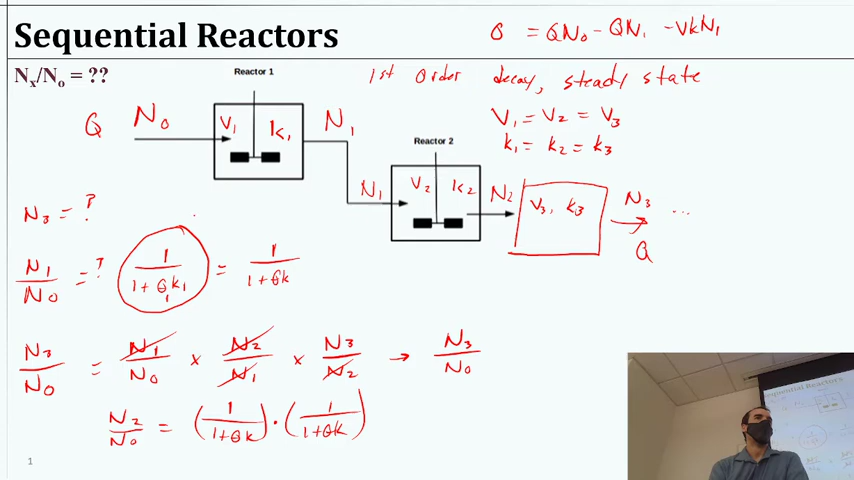 Sequential Reactors
O = QN₀ - QN₁ - VkN₁
Nₓ/Nₒ = ??
1st Order decay, steady state
Reactor 1
V₁ = V₂ = V₃
k₁ = k₂ = k₃
Q N₀
V₁ k₁
N₁
Reactor 2
N₁
V₂ k₂
N₂
V₃, k₃
N₃ ...
Q
N₃ = ?
N₁/N₀ = ? 1/(1 + θ₁k₁) = 1/(1 + θk)
N₃/N₀ = N₁/N₀ × N₂/N₁ × N₃/N₂ → N₃/N₀
N₂/N₀ = (1/(1+θk)) · (1/(1+θk))
1
Sequential Reactors